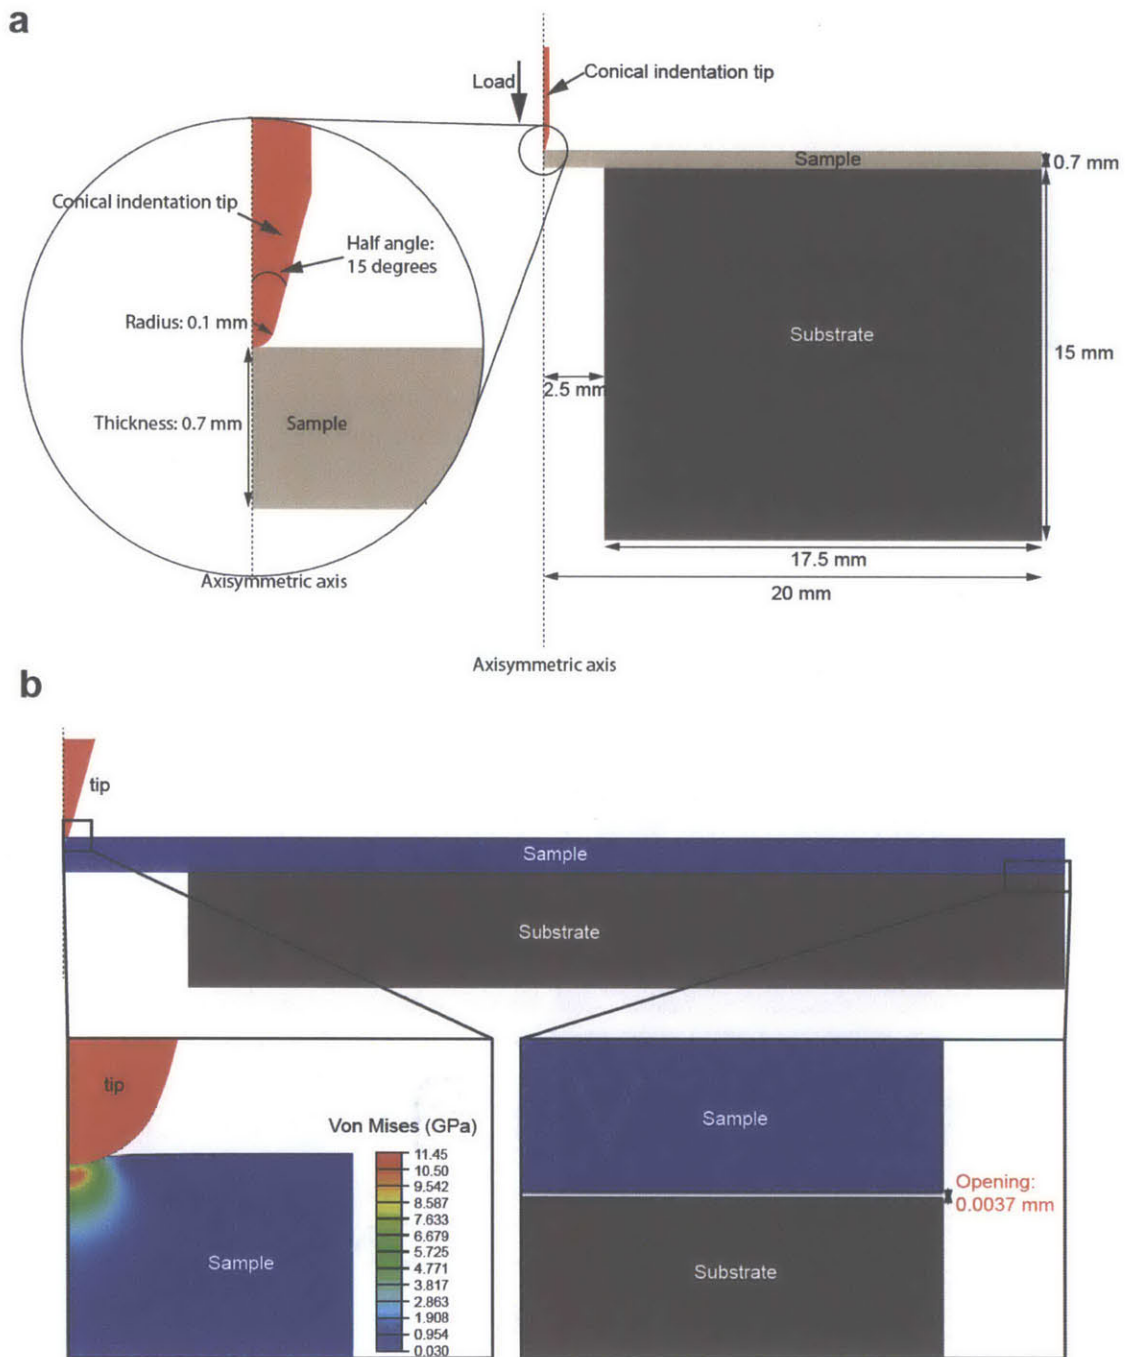 a
Load
Conical indentation tip
Sample
0.7 mm
Conical indentation tip
Half angle:
15 degrees
Radius: 0.1 mm
Substrate
15 mm
2.5 mm
Thickness: 0.7 mm
Sample
17.5 mm
Axisymmetric axis
20 mm
Axisymmetric axis
b
tip
Sample
Substrate
tip
Von Mises (GPa)
11.45
10.50
9.542
8.587
7.633
6.679
5.725
4.771
3.817
2.863
1.908
0.954
0.030
Sample
Sample
Opening:
0.0037 mm
Substrate